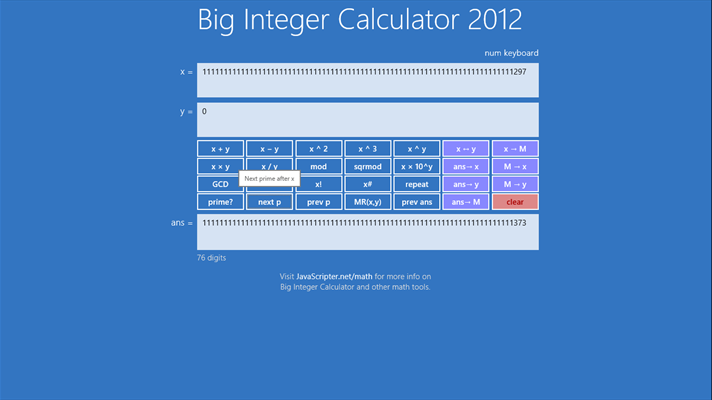 Big Integer Calculator 2012
num keyboard
x = 1111111111111111111111111111111111111111111111111111111111111111111111111297
y = 0
x + y x − y x ^ 2 x ^ 3 x ^ y x ↔ y x → M
x × y x / y mod sqrmod x × 10^y ans→ x M → x
Next prime after x
GCD x! x# repeat ans→ y M → y
prime? next p prev p MR(x,y) prev ans ans→ M clear
ans = 1111111111111111111111111111111111111111111111111111111111111111111111111373
76 digits
Visit JavaScripter.net/math for more info on
Big Integer Calculator and other math tools.